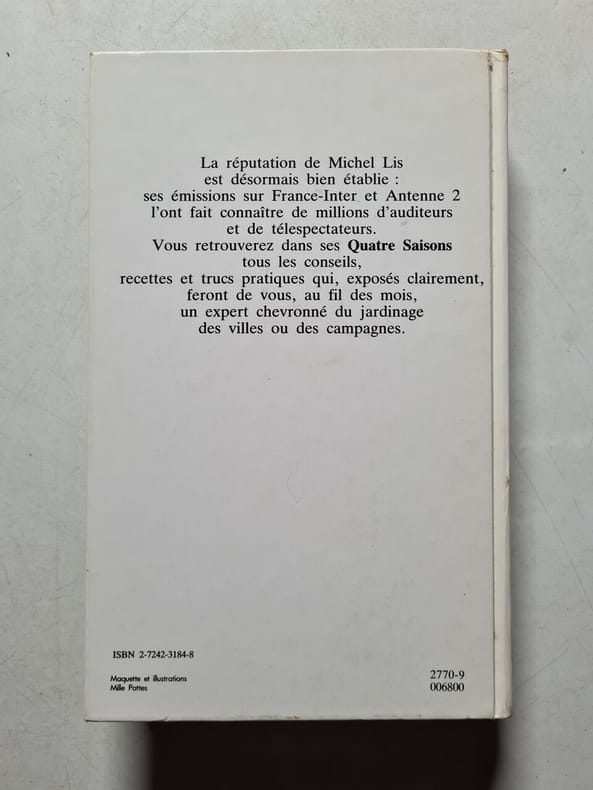 La réputation de Michel Lis
est désormais bien établie :
ses émissions sur France-Inter et Antenne 2
l'ont fait connaître de millions d'auditeurs
et de télespectateurs.
Vous retrouverez dans ses Quatre Saisons
tous les conseils,
recettes et trucs pratiques qui, exposés clairement,
feront de vous, au fil des mois,
un expert chevronné du jardinage
des villes ou des campagnes.
ISBN 2-7242-3184-8
Maquette et illustrations
Mille Pattes
2770-9
006800